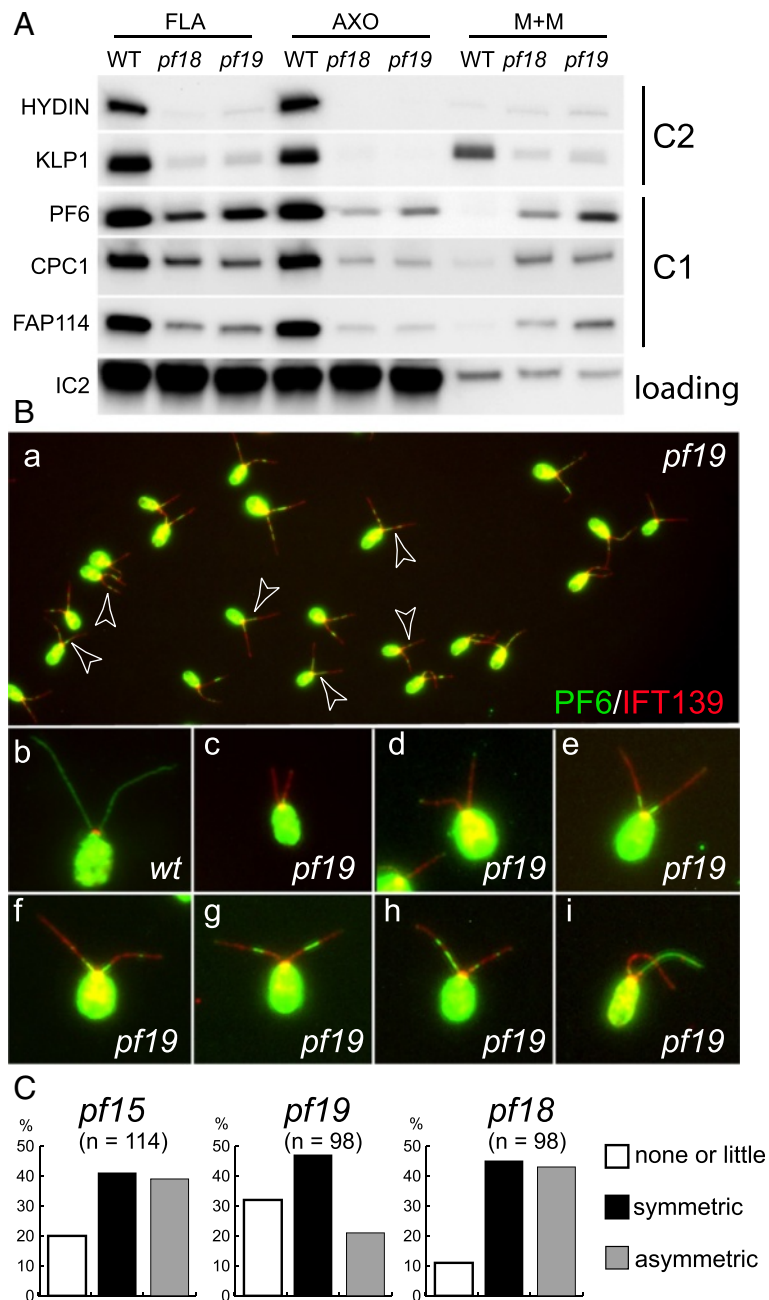 A
FLA AXO M+M
WT pf18 pf19 WT pf18 pf19 WT pf18 pf19
HYDIN
KLP1
C2
PF6
CPC1
FAP114
C1
IC2
loading
B
a
pf19
PF6/IFT139
b
wt
c
pf19
d
pf19
e
pf19
f
pf19
g
pf19
h
pf19
i
pf19
C
pf15
(n = 114)
%
50
40
30
20
10
0
pf19
(n = 98)
%
50
40
30
20
10
0
pf18
(n = 98)
%
50
40
30
20
10
0
none or little
symmetric
asymmetric